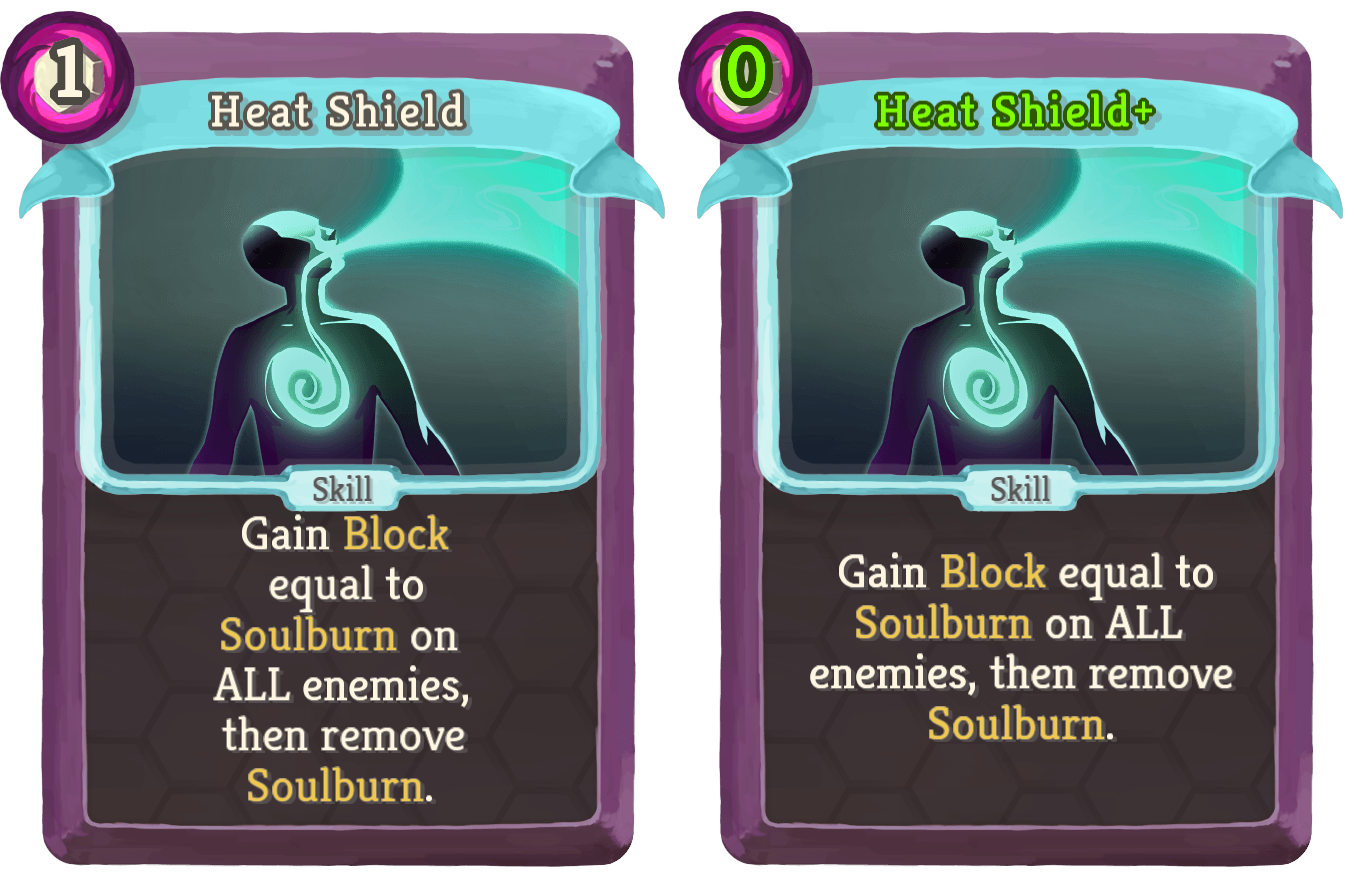 1
Heat Shield
Skill
Gain Block
equal to
Soulburn on
ALL enemies,
then remove
Soulburn.
0
Heat Shield+
Skill
Gain Block equal to
Soulburn on ALL
enemies, then remove
Soulburn.